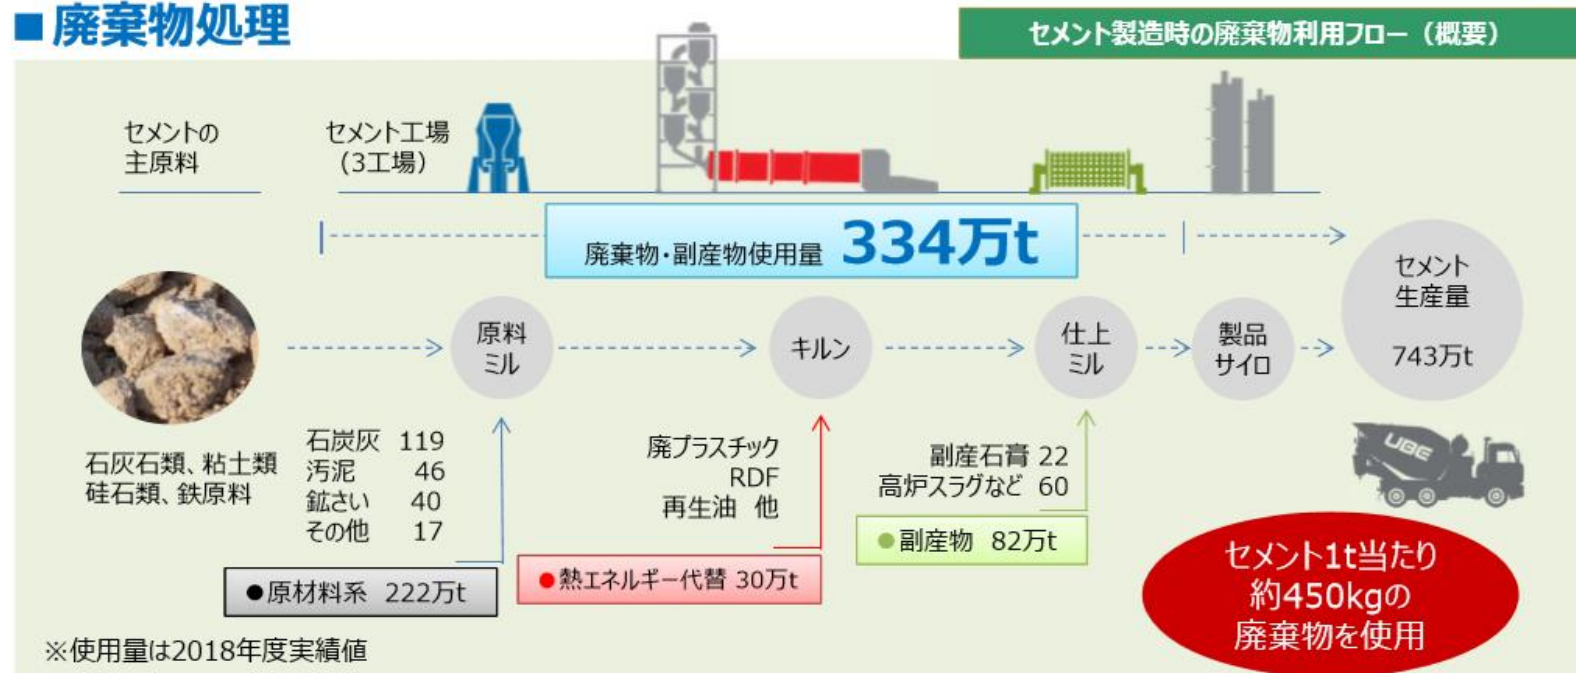 ■廃棄物処理
セメント製造時の廃棄物利用フロー（概要）
セメントの
主原料
セメント工場
（3工場）
廃棄物・副産物使用量 334万t
原料
ミル
キルン
仕上
ミル
製品
サイロ
セメント
生産量
743万t
石灰石類、粘土類
硅石類、鉄原料
石炭灰 119
汚泥 46
鉱さい 40
その他 17
●原材料系 222万t
廃プラスチック
RDF
再生油 他
●熱エネルギー代替 30万t
副産石膏 22
高炉スラグなど 60
●副産物 82万t
UBE
セメント1t当たり
約450kgの
廃棄物を使用
※使用量は2018年度実績値